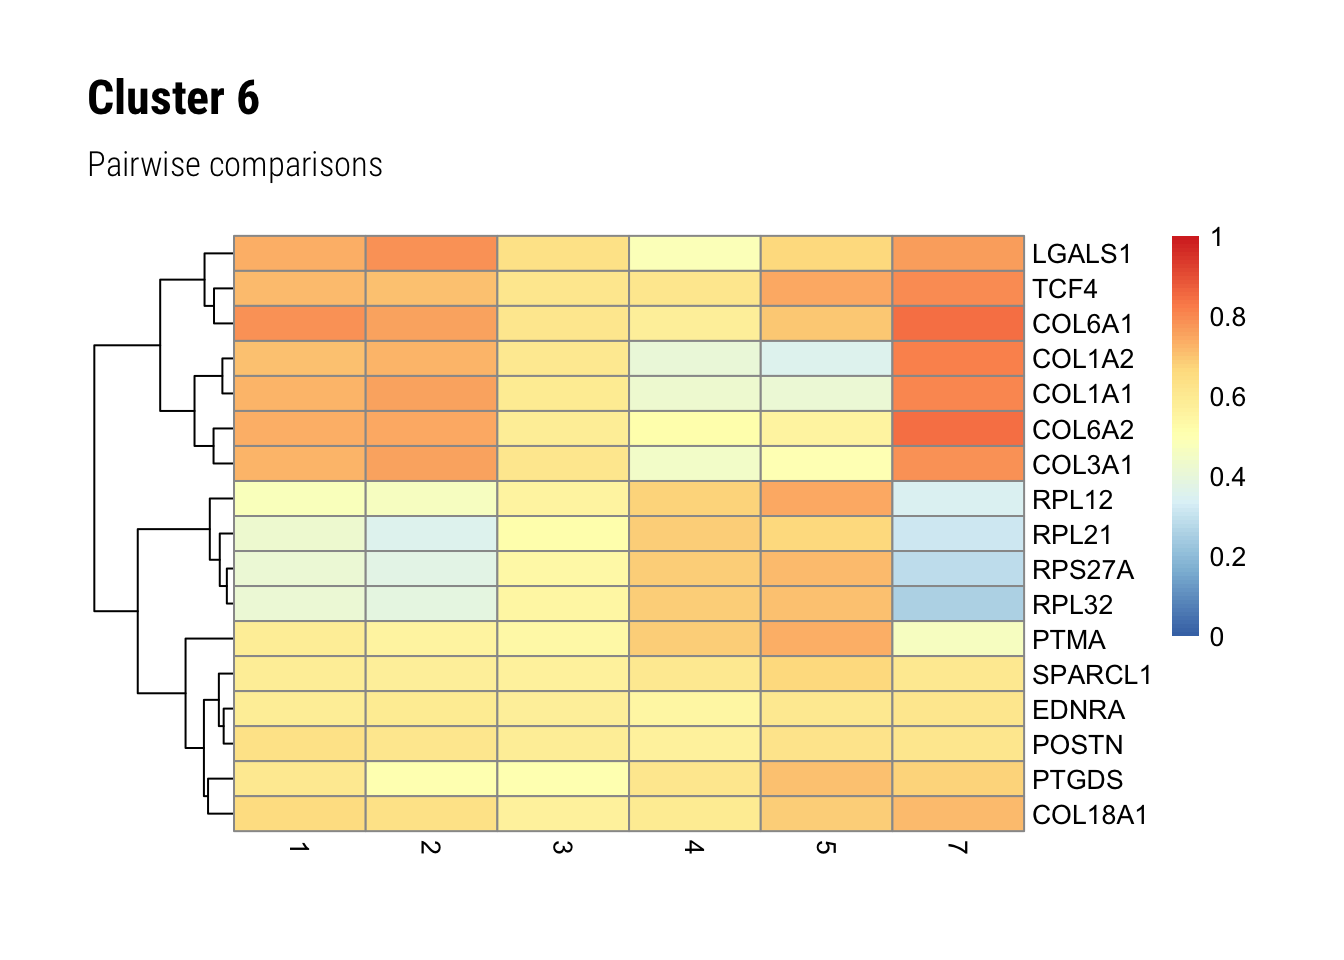 Cluster 6
Pairwise comparisons
LGALS1
TCF4
COL6A1
COL1A2
COL1A1
COL6A2
COL3A1
RPL12
RPL21
RPS27A
RPL32
PTMA
SPARCL1
EDNRA
POSTN
PTGDS
COL18A1
1
0.8
0.6
0.4
0.2
0
1 2 3 4 5 7